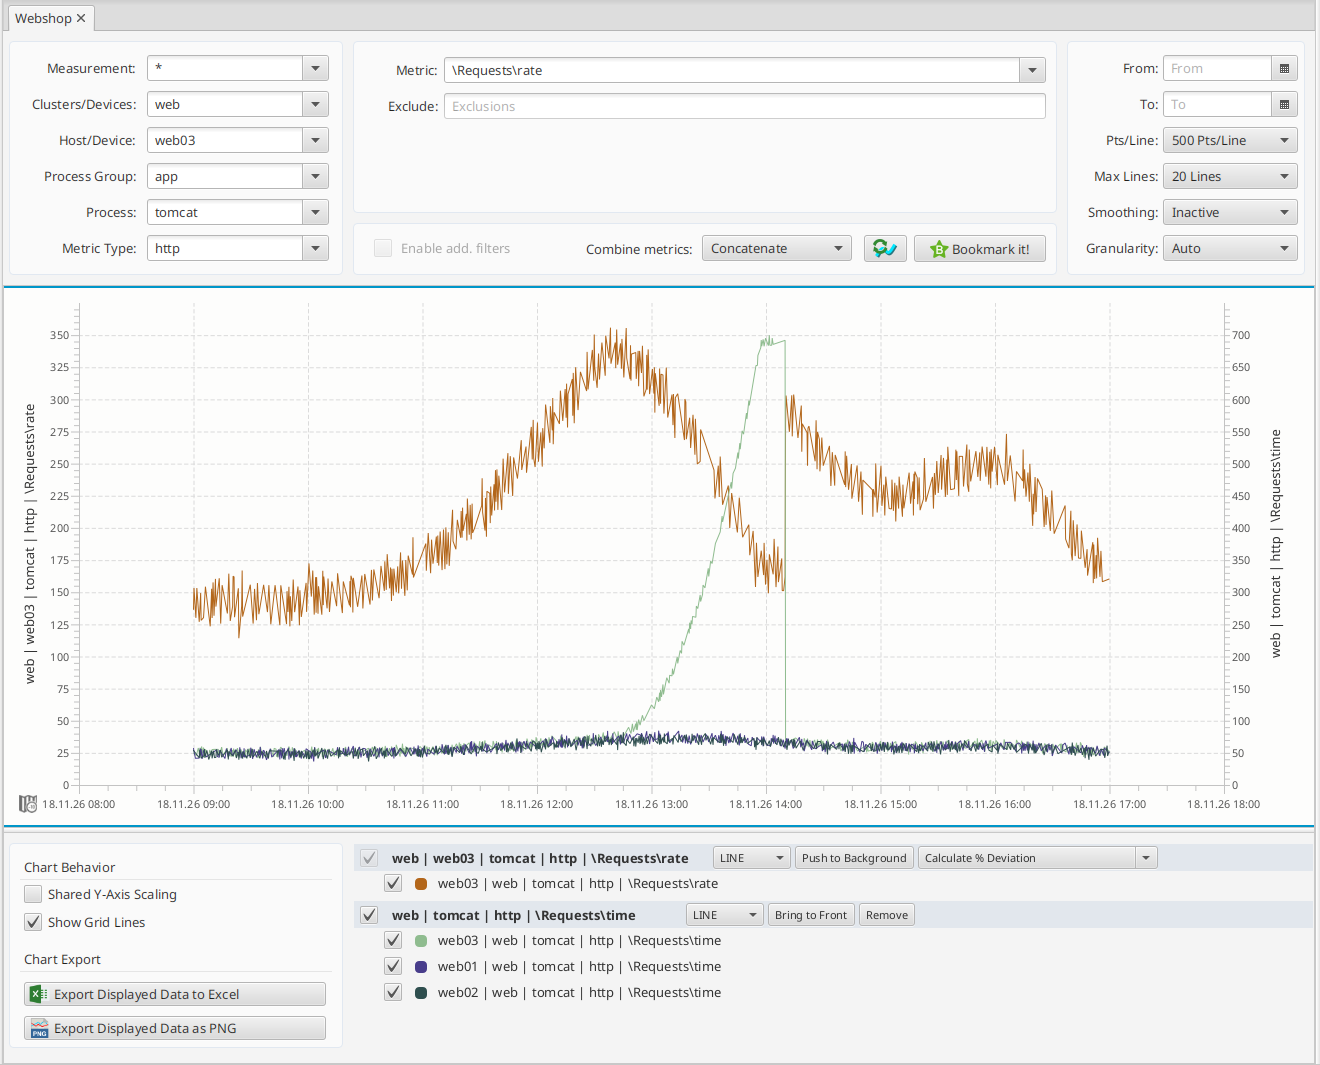 Webshop
Measurement: *
Clusters/Devices: web
Host/Device: web03
Process Group: app
Process: tomcat
Metric Type: http
Metric: \Requests\rate
Exclude: Exclusions
Enable add. filters
Combine metrics: Concatenate
Bookmark it!
From: From
To: To
Pts/Line: 500 Pts/Line
Max Lines: 20 Lines
Smoothing: Inactive
Granularity: Auto
web | web03 | tomcat | http | \Requests\rate
350
325
300
275
250
225
200
175
150
125
100
75
50
25
0
700
650
600
550
500
450
400
350
300
250
200
150
100
50
0
web | tomcat | http | \Requests\time
18.11.26 08:00 18.11.26 09:00 18.11.26 10:00 18.11.26 11:00 18.11.26 12:00 18.11.26 13:00 18.11.26 14:00 18.11.26 15:00 18.11.26 16:00 18.11.26 17:00 18.11.26 18:00
Chart Behavior
Shared Y-Axis Scaling
Show Grid Lines
Chart Export
Export Displayed Data to Excel
PNG Export Displayed Data as PNG
web | web03 | tomcat | http | \Requests\rate LINE Push to Background Calculate % Deviation
web03 | web | tomcat | http | \Requests\rate
web | tomcat | http | \Requests\time LINE Bring to Front Remove
web03 | web | tomcat | http | \Requests\time
web01 | web | tomcat | http | \Requests\time
web02 | web | tomcat | http | \Requests\time